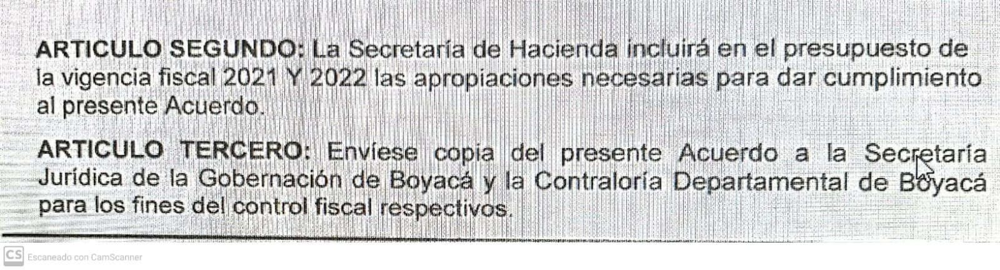 ARTICULO SEGUNDO: La Secretaría de Hacienda incluirá en el presupuesto de
la vigencia fiscal 2021 Y 2022 las apropiaciones necesarias para dar cumplimiento
al presente Acuerdo.
ARTICULO TERCERO: Envíese copia del presente Acuerdo a la Secretaría
Jurídica de la Gobernación de Boyacá y la Contraloría Departamental de Boyacá
para los fines del control fiscal respectivos.
CS Escaneado con CamScanner